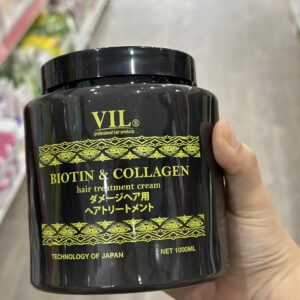 VIL®
professional hair products
BIOTIN & COLLAGEN
hair treatment cream
ダメージヘア用
ヘアトリートメント
TECHNOLOGY OF JAPAN
NET 1000ML